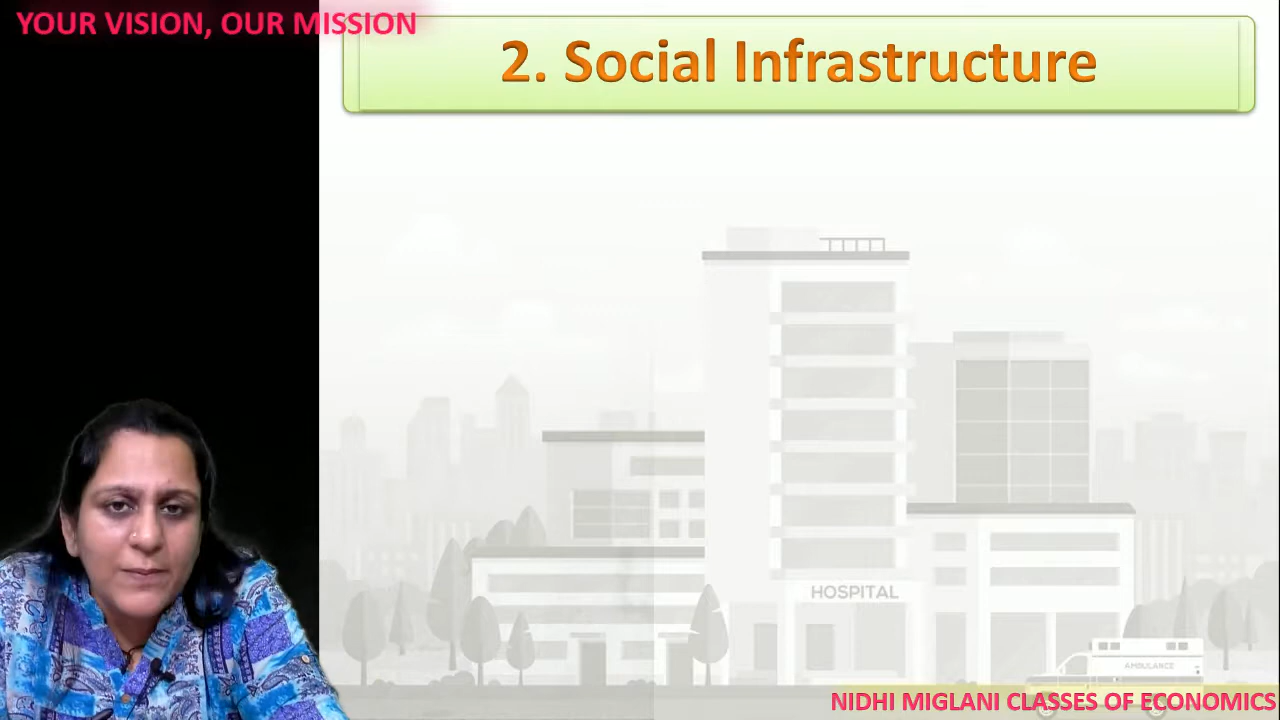 YOUR VISION, OUR MISSION
2. Social Infrastructure
HOSPITAL
AMBULANCE
NIDHI MIGLANI CLASSES OF ECONOMICS